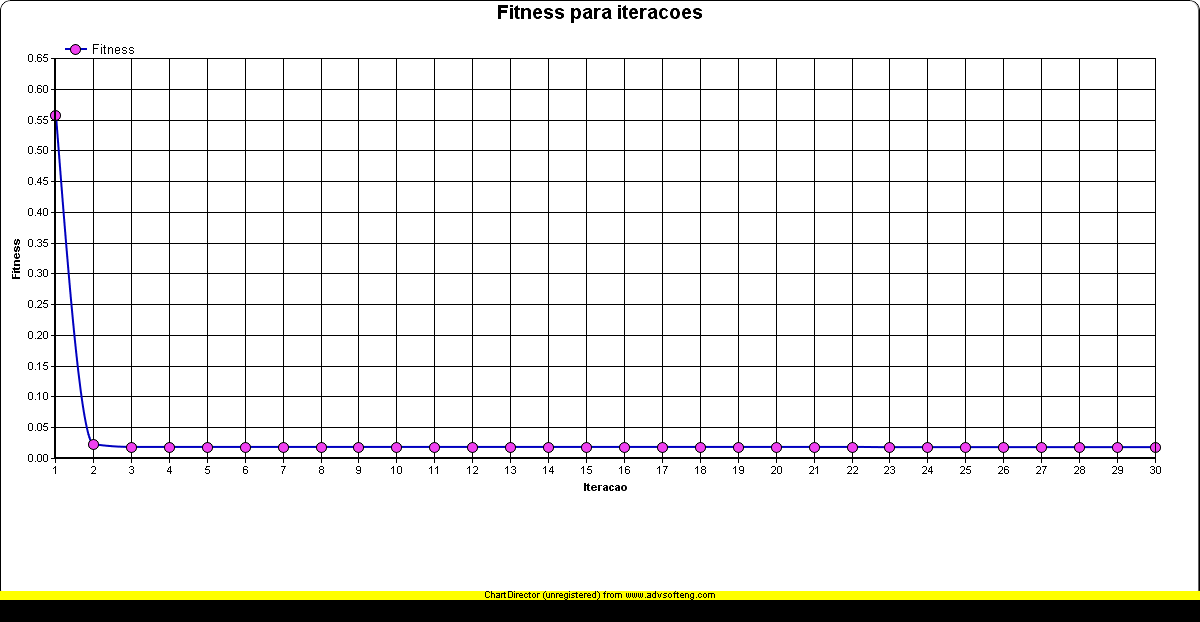 Fitness para iteracoes
Fitness
0.65
0.60
0.55
0.50
0.45
0.40
0.35
0.30
0.25
0.20
0.15
0.10
0.05
0.00
Fitness
1 2 3 4 5 6 7 8 9 10 11 12 13 14 15 16 17 18 19 20 21 22 23 24 25 26 27 28 29 30
Iteracao
ChartDirector (unregistered) from www.advsofteng.com